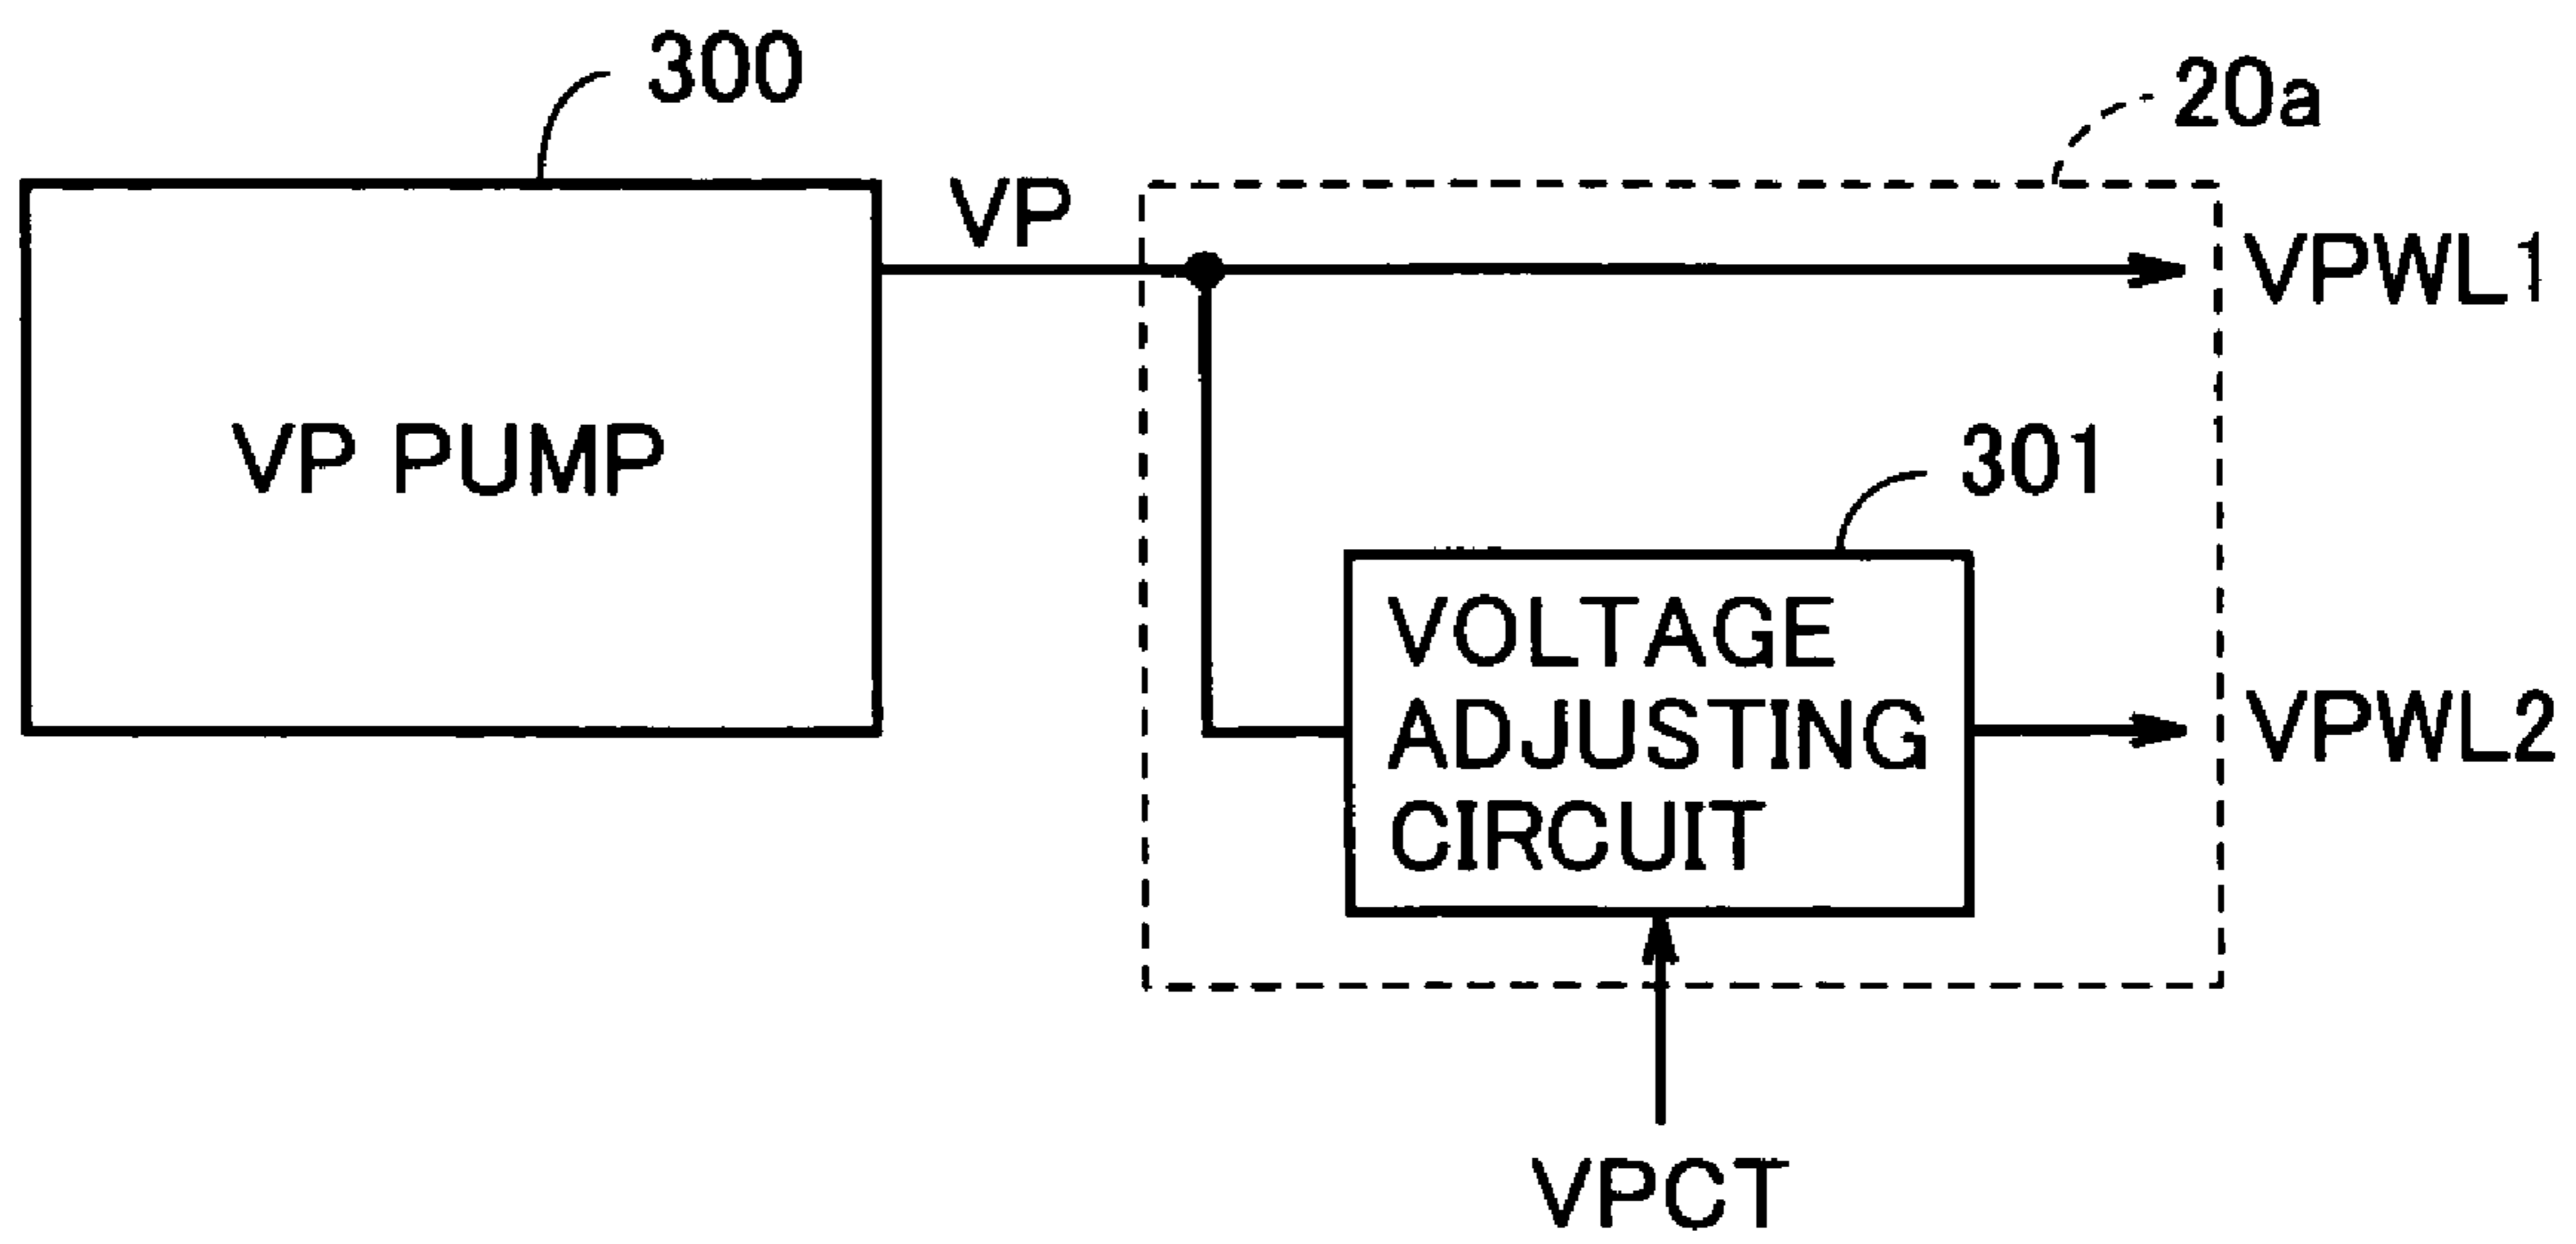 300
20a
VP
VPWL1
VP PUMP
301
VOLTAGE
ADJUSTING
CIRCUIT
VPWL2
VPCT